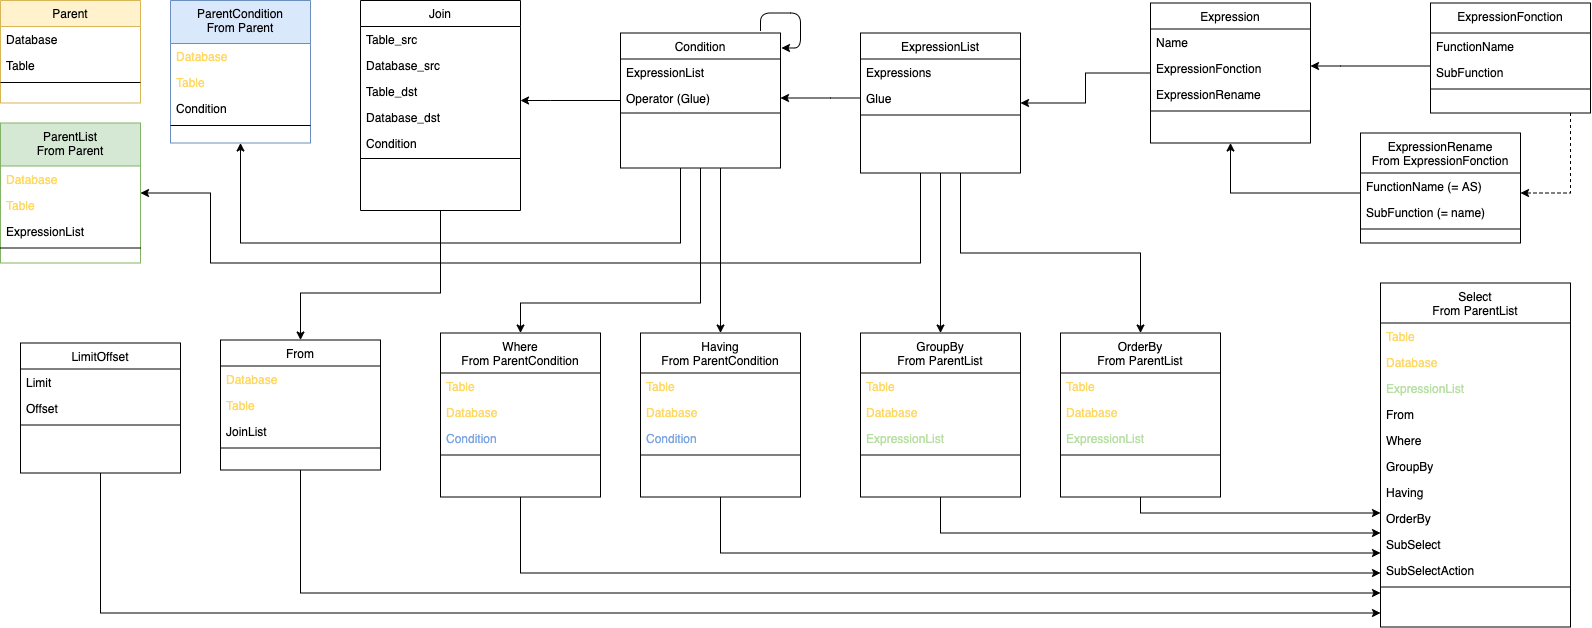 Parent
Database
Table
ParentCondition
From Parent
Database
Table
Condition
Join
Table_src
Database_src
Table_dst
Database_dst
Condition
Condition
ExpressionList
Operator (Glue)
ExpressionList
Expressions
Glue
Expression
Name
ExpressionFonction
ExpressionRename
ExpressionFonction
FunctionName
SubFunction
ParentList
From Parent
Database
Table
ExpressionList
ExpressionRename
From ExpressionFonction
FunctionName (= AS)
SubFunction (= name)
LimitOffset
Limit
Offset
From
Database
Table
JoinList
Where
From ParentCondition
Table
Database
Condition
Having
From ParentCondition
Table
Database
Condition
GroupBy
From ParentList
Table
Database
ExpressionList
OrderBy
From ParentList
Table
Database
ExpressionList
Select
From ParentList
Table
Database
ExpressionList
From
Where
GroupBy
Having
OrderBy
SubSelect
SubSelectAction